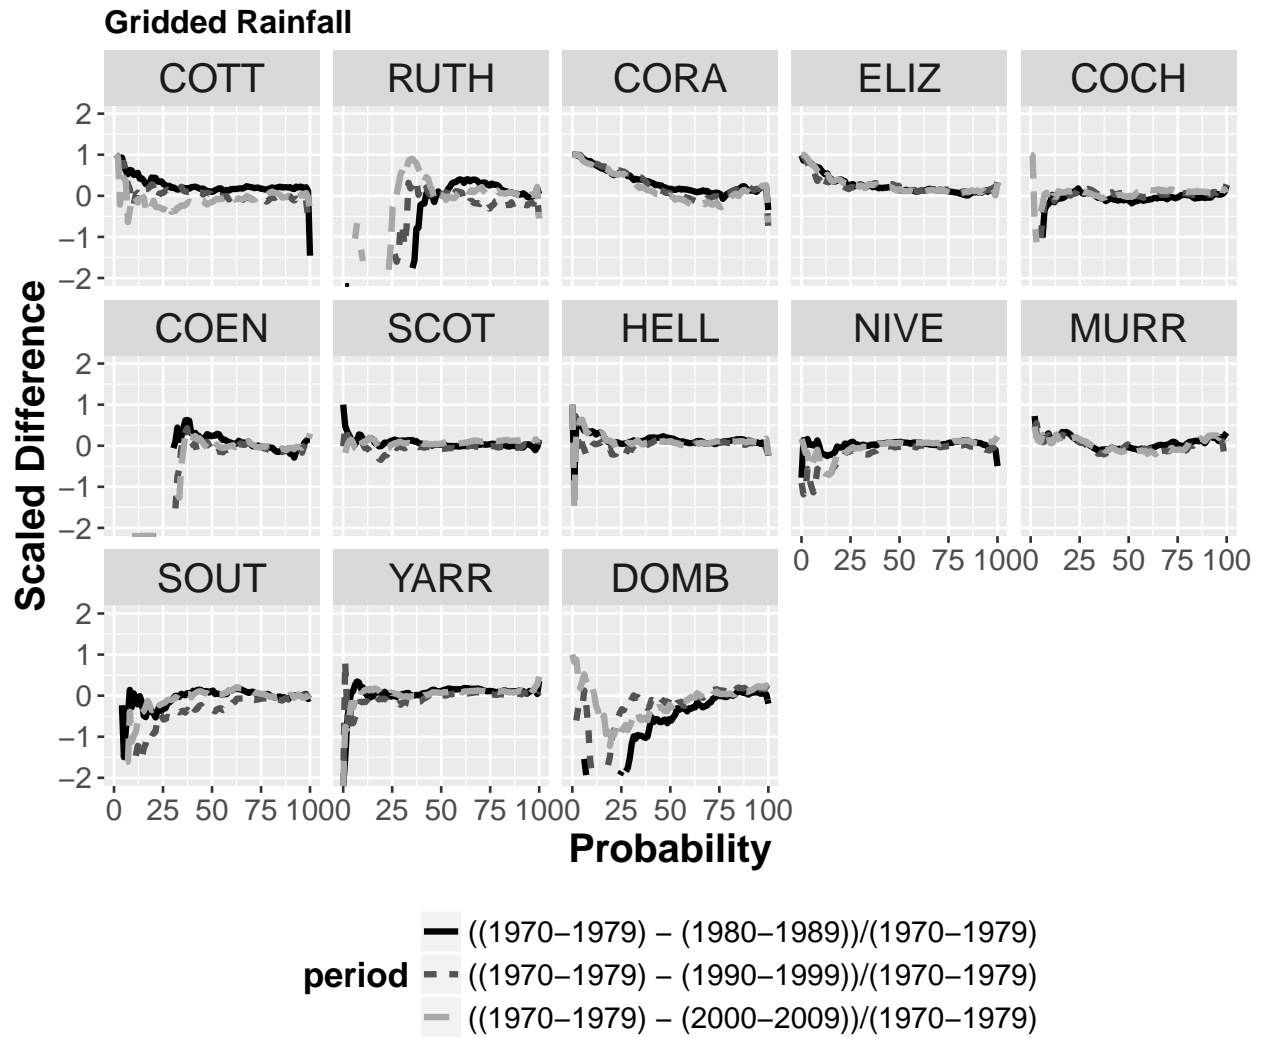 Gridded Rainfall
COTT RUTH CORA ELIZ COCH
2
1
0
−1
−2
COEN SCOT HELL NIVE MURR
2
1
0
−1
−2
0 25 50 75 100 0 25 50 75 100
SOUT YARR DOMB
2
1
0
−1
−2
0 25 50 75 100 0 25 50 75 100 0 25 50 75 100
Scaled Difference
Probability
period
((1970−1979) − (1980−1989))/(1970−1979)
((1970−1979) − (1990−1999))/(1970−1979)
((1970−1979) − (2000−2009))/(1970−1979)